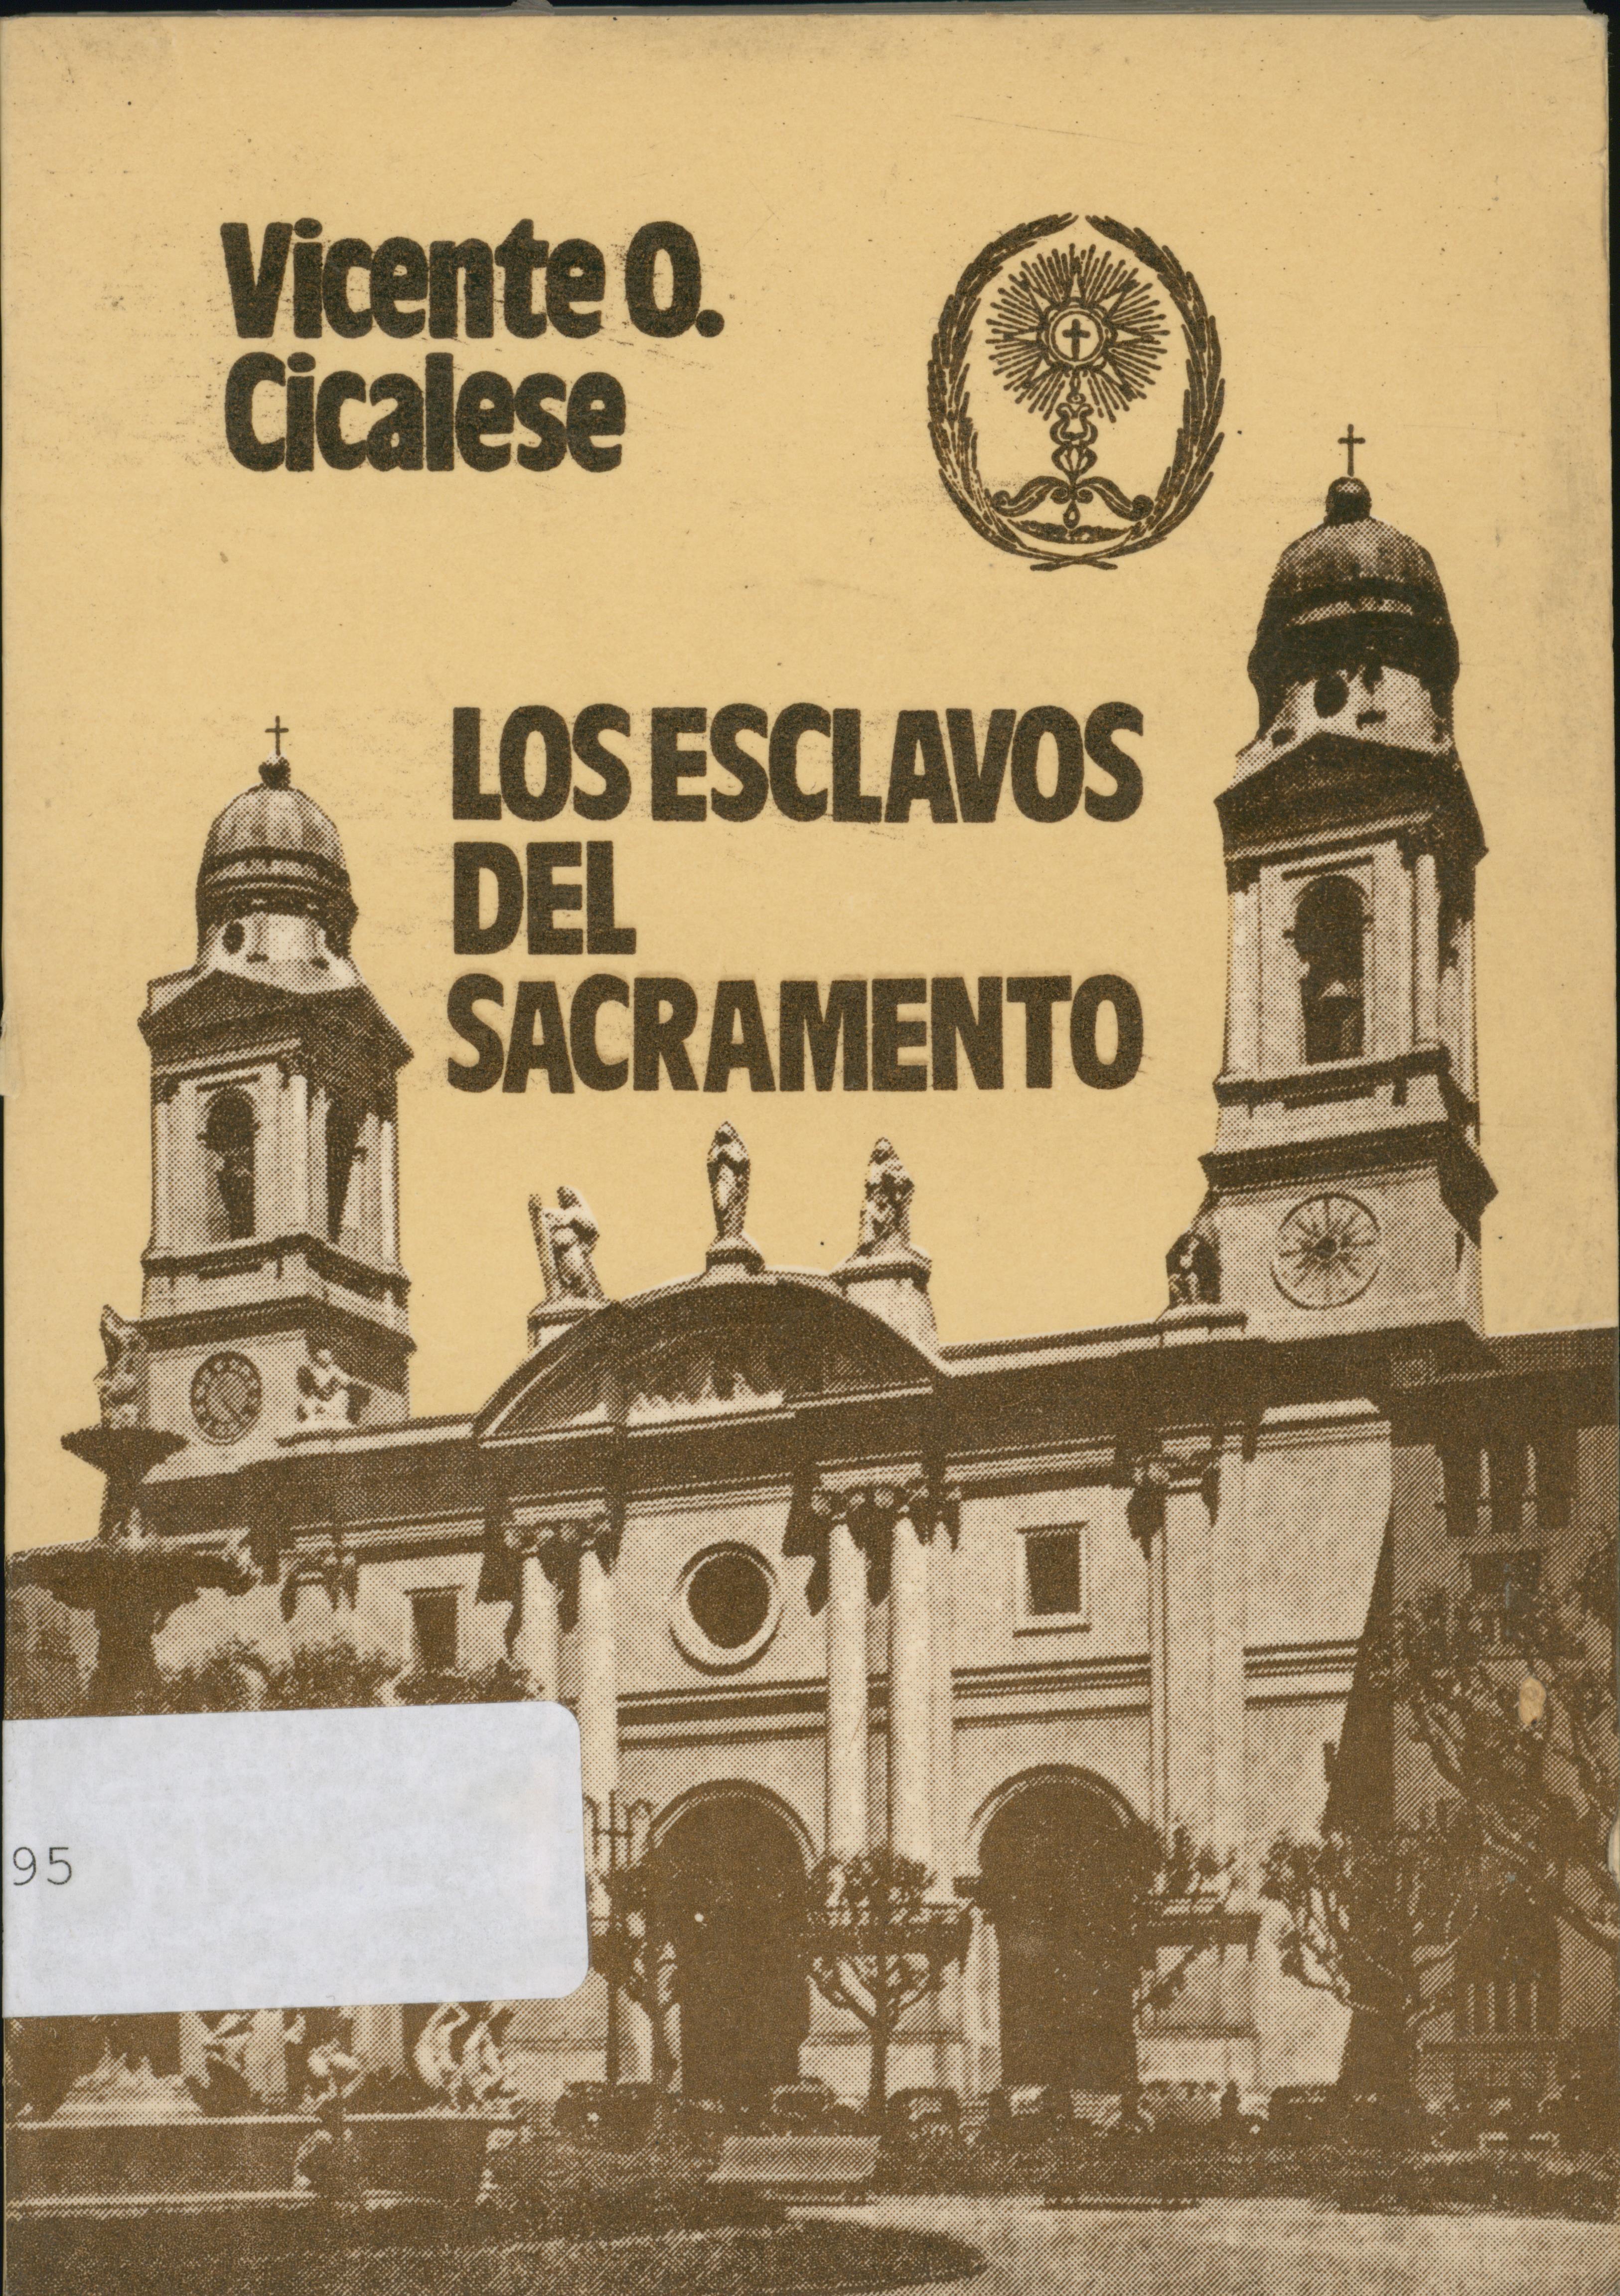 Vicente O.
Cicalese
LOS ESCLAVOS
DEL
SACRAMENTO
95